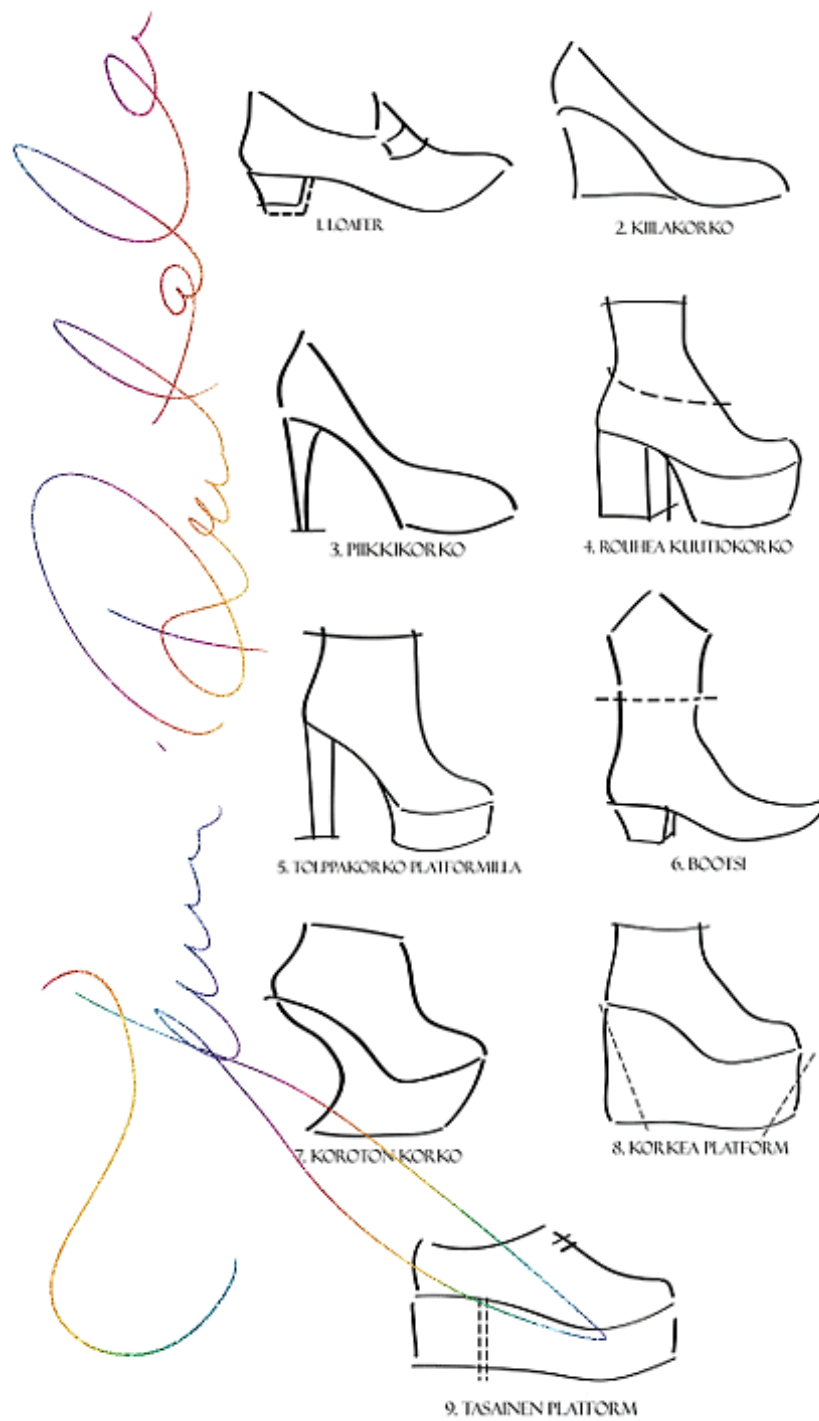 1. LOAFER
2. KIILAKORKO
3. PIIKKIKORKO
4. ROUHEA KUUTIOKORKO
5. TOLPPAKORKO PLATFORMILLA
6. BOOTSI
7. KOROTON KORKO
8. KORKEA PLATFORM
9. TASAINEN PLATFORM